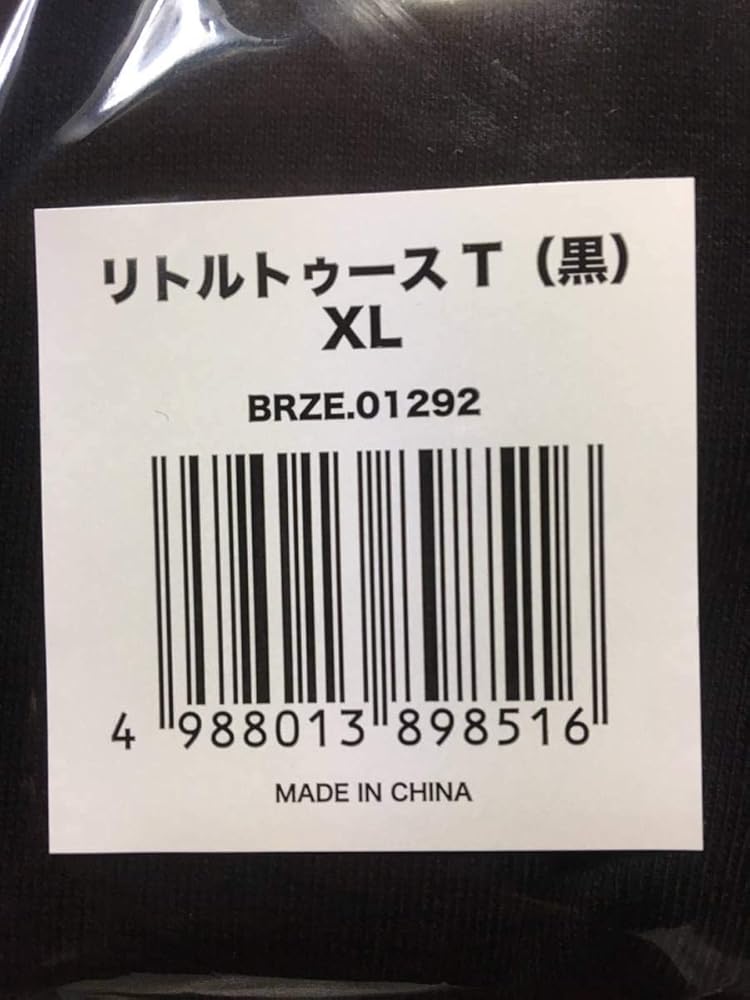 リトルトゥースT（黒）
XL
BRZE.01292
4 988013 898516
MADE IN CHINA